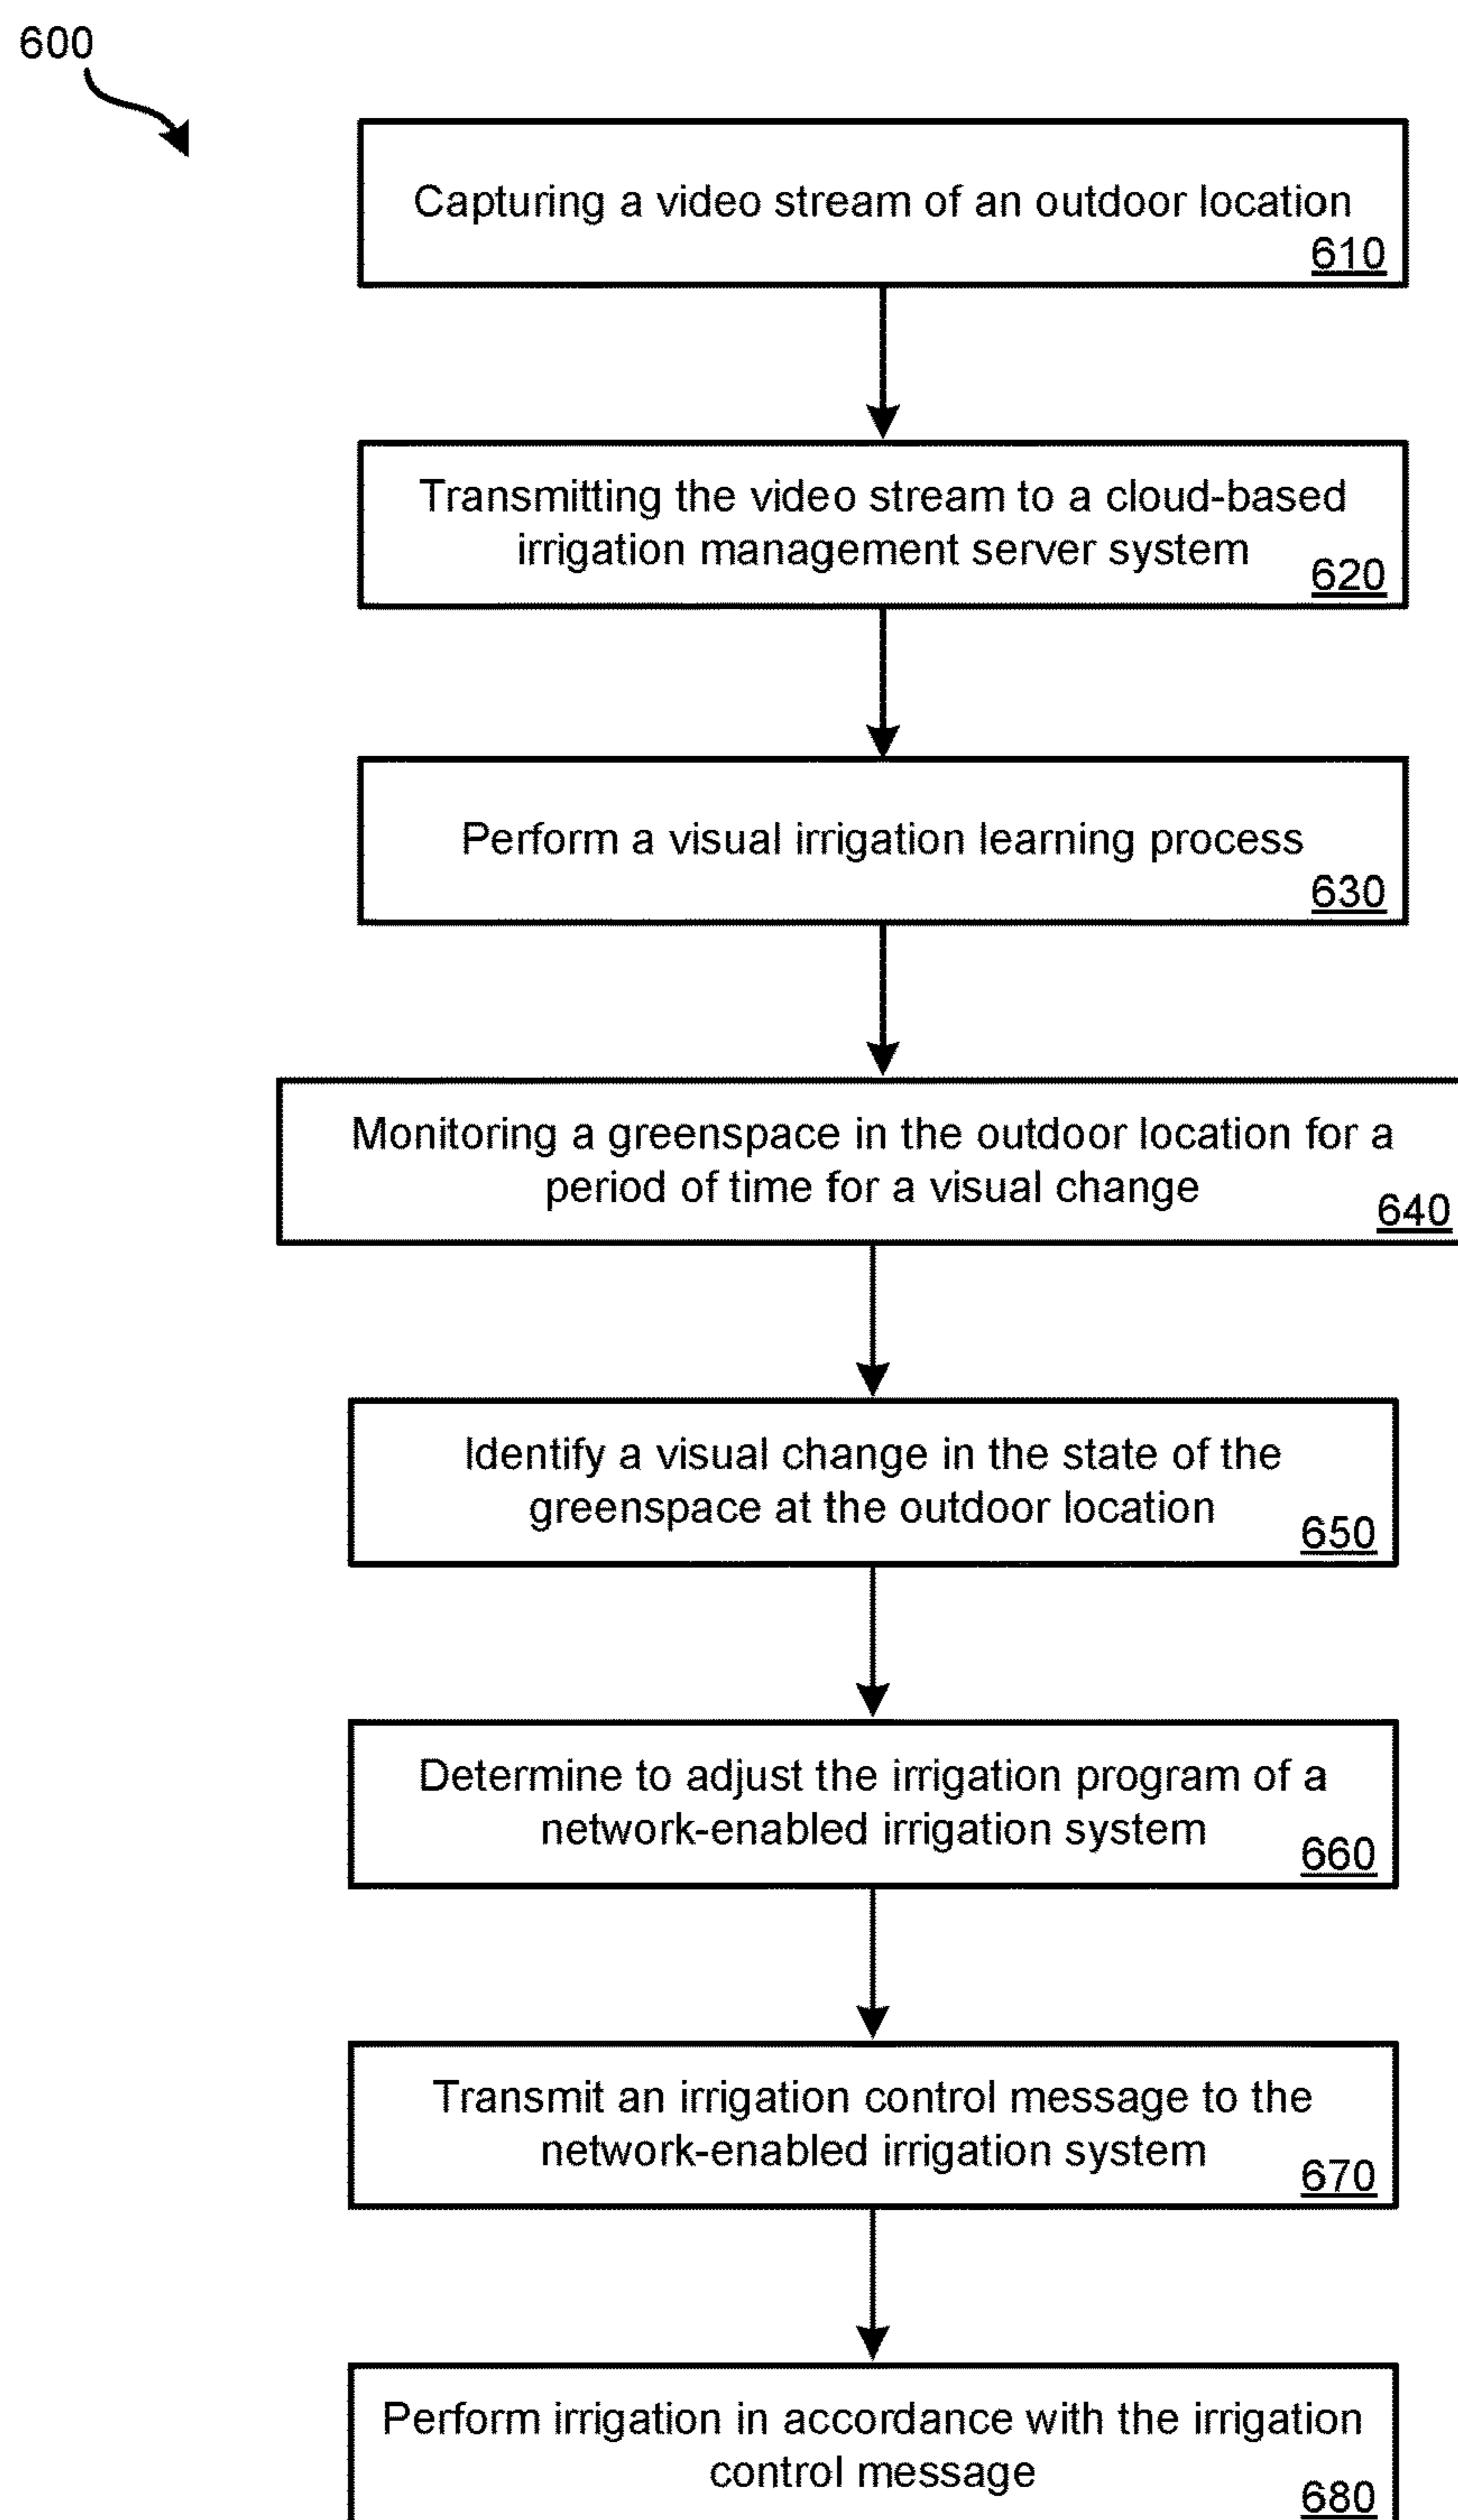 600
Capturing a video stream of an outdoor location
610
Transmitting the video stream to a cloud-based
irrigation management server system
620
Perform a visual irrigation learning process
630
Monitoring a greenspace in the outdoor location for a
period of time for a visual change
640
Identify a visual change in the state of the
greenspace at the outdoor location
650
Determine to adjust the irrigation program of a
network-enabled irrigation system
660
Transmit an irrigation control message to the
network-enabled irrigation system
670
Perform irrigation in accordance with the irrigation
control message
680